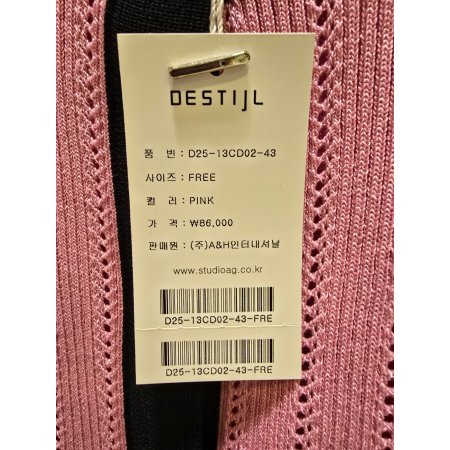 DESTIJL
품 번 : D25-13CD02-43
사이즈 : FREE
컬 러 : PINK
가 격 : ₩86,000
판매원 : (주)A&H인터내셔날
www.studioag.co.kr
D25-13CD02-43-FRE
D25-13CD02-43-FRE